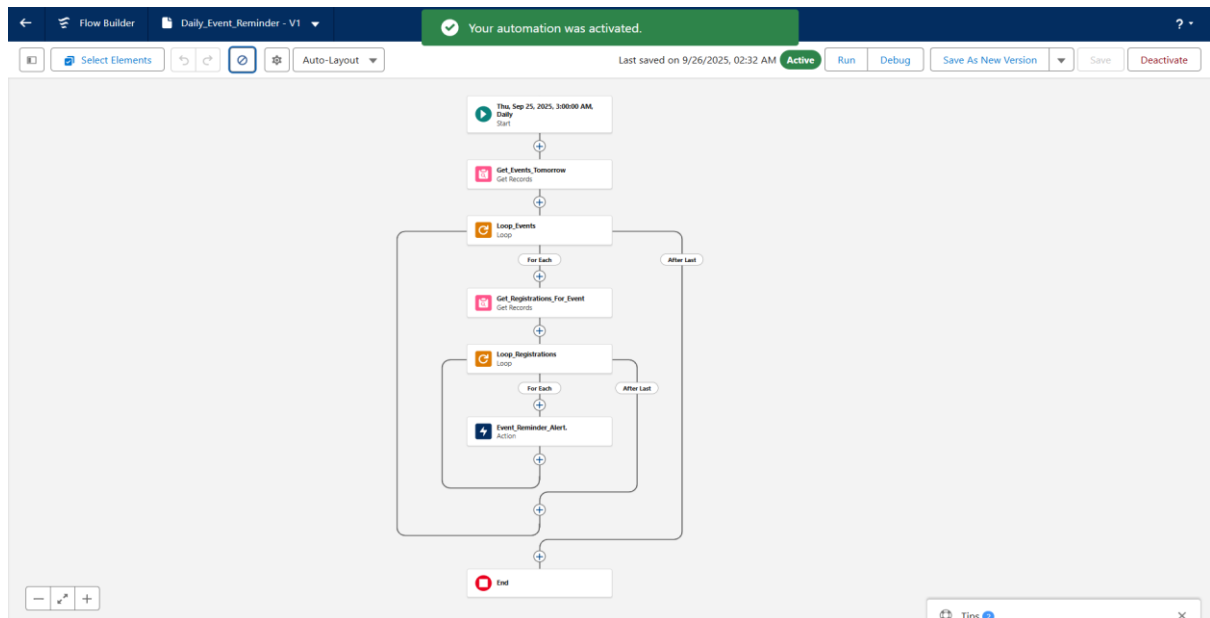 Flow Builder
Daily_Event_Reminder - V1
Your automation was activated.
?
Select Elements
Auto-Layout
Last saved on 9/26/2025, 02:32 AM
Active
Run
Debug
Save As New Version
Save
Deactivate
Thu, Sep 25, 2025, 3:00:00 AM,
Daily
Start
Get_Events_Tomorrow
Get Records
Loop_Events
Loop
For Each
After Last
Get_Registrations_For_Event
Get Records
Loop_Registrations
Loop
For Each
After Last
Event_Reminder_Alert.
Action
End
Tips